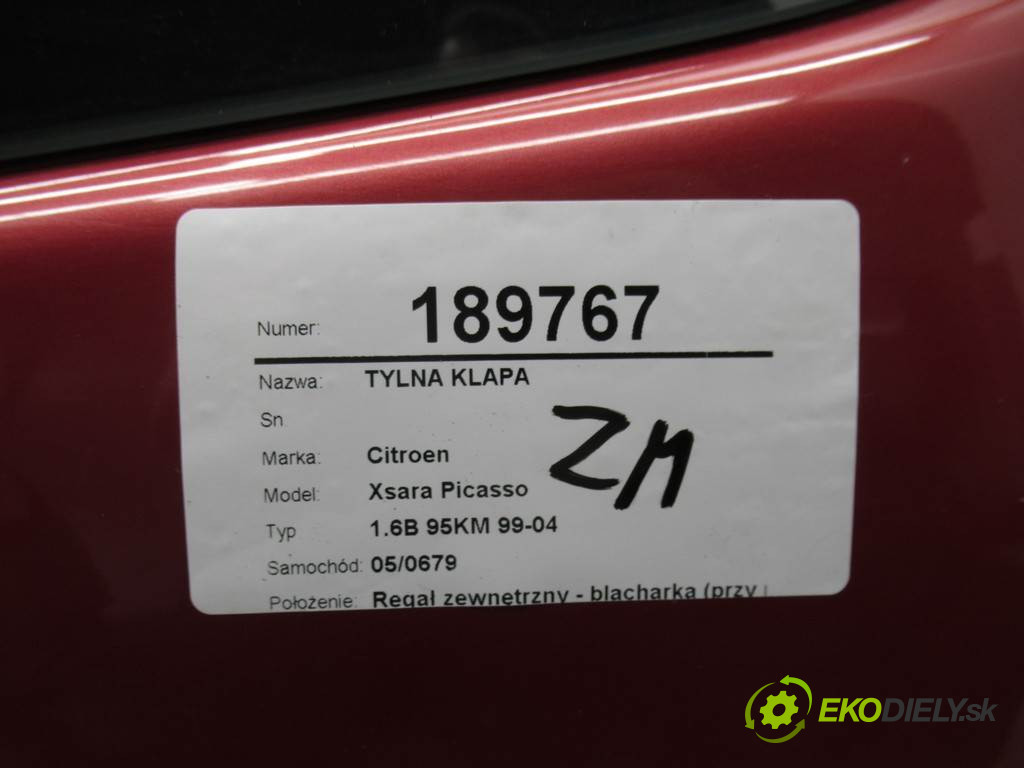 Numer: 189767
Nazwa: TYLNA KLAPA
Sn
Marka: Citroen
Model: Xsara Picasso
Typ 1.6B 95KM 99-04
Samochód: 05/0679
Położenie: Regał zewnętrzny - blacharka (przy
ZM
EKODIELY.sk